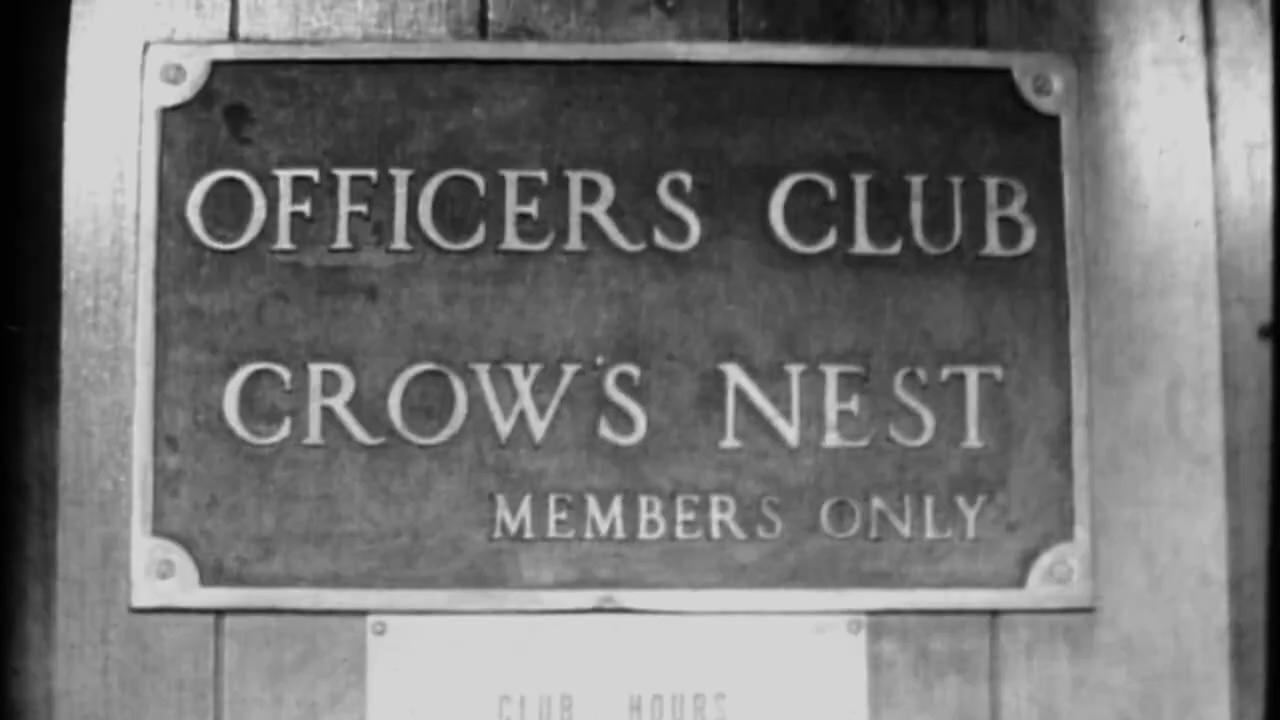 OFFICERS CLUB
CROW'S NEST
MEMBERS ONLY
CLUB HOURS